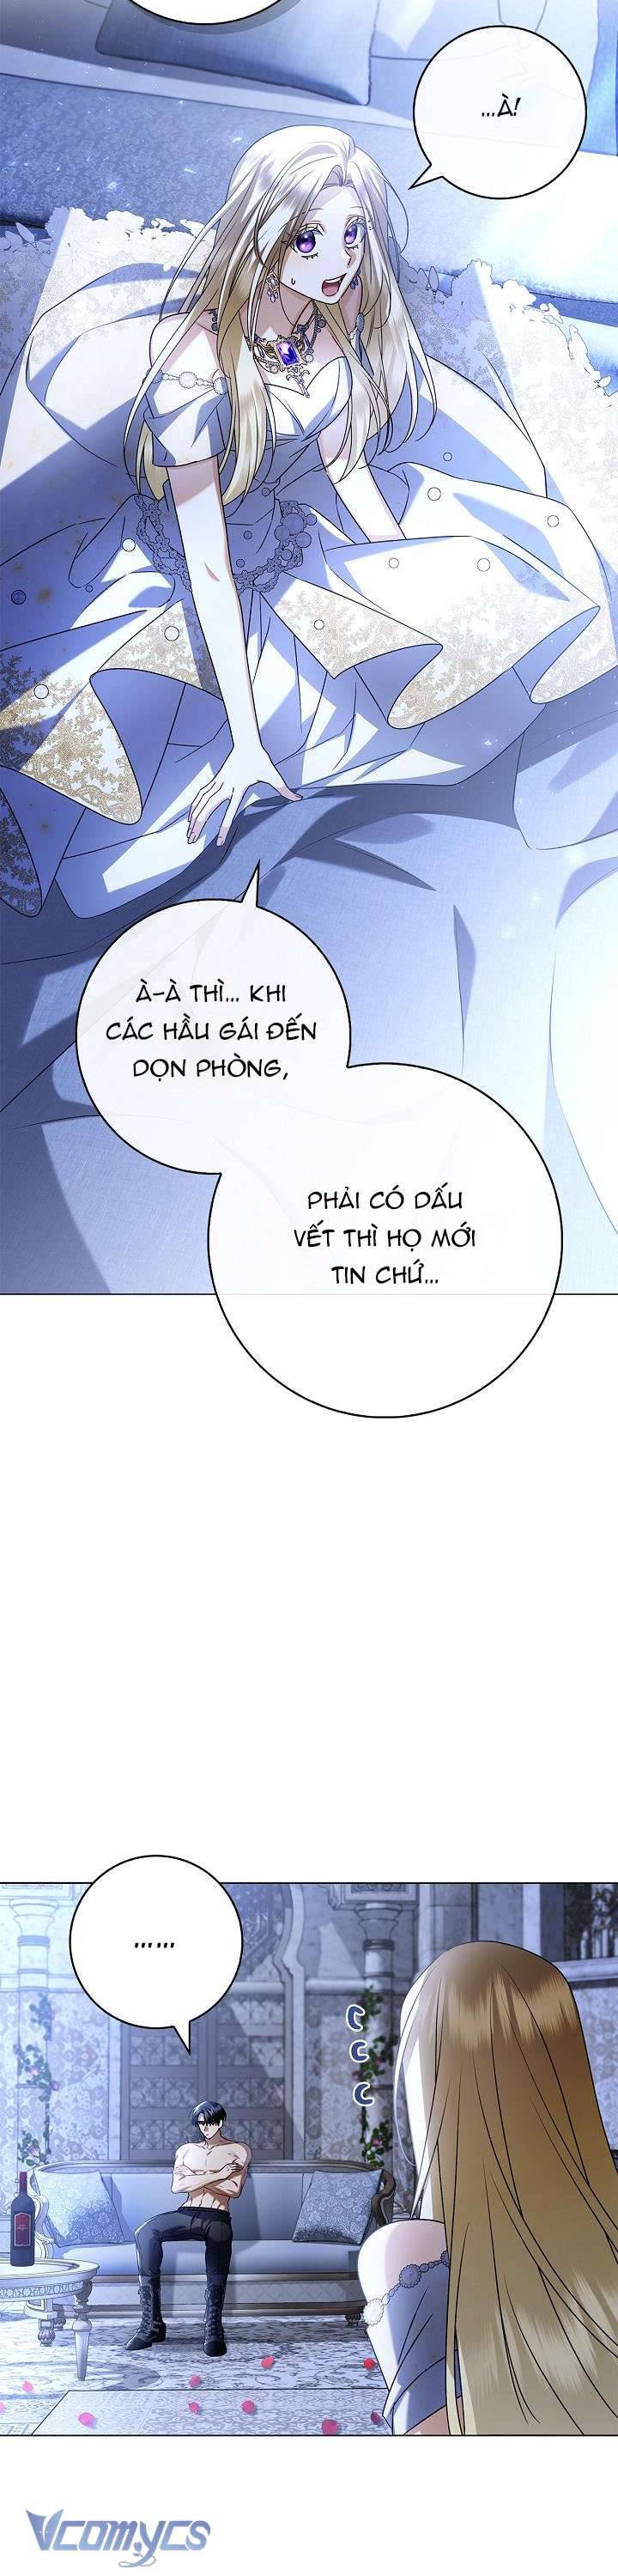 ...À!
À-À THÌ... KHI
CÁC HẦU GÁI ĐẾN
DỌN PHÒNG,
PHẢI CÓ DẤU
VẾT THÌ HỌ MỚI
TIN CHỨ...
......
Vcomycs